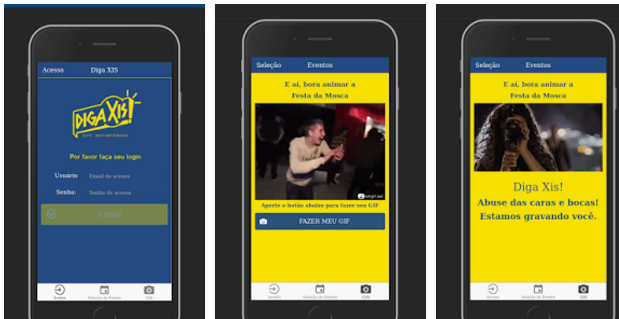 Acesso
Diga XIS
DIGA XIS!
GIFS INSTANTÂNEOS
Por favor faça seu login
Usuário
Email de acesso
Senha:
Senha de acesso
Entrar
Acesso
Seleção de Evento
Gifs
Seleção
Eventos
E aí, bora animar a
Festa da Mosca
Aperte o botão abaixo para fazer seu GIF
FAZER MEU GIF
Acesso
Seleção de Evento
Gifs
Seleção
Eventos
E aí, bora animar a
Festa da Mosca
Diga Xis!
Abuse das caras e bocas!
Estamos gravando você.
Acesso
Seleção de Evento
Gifs